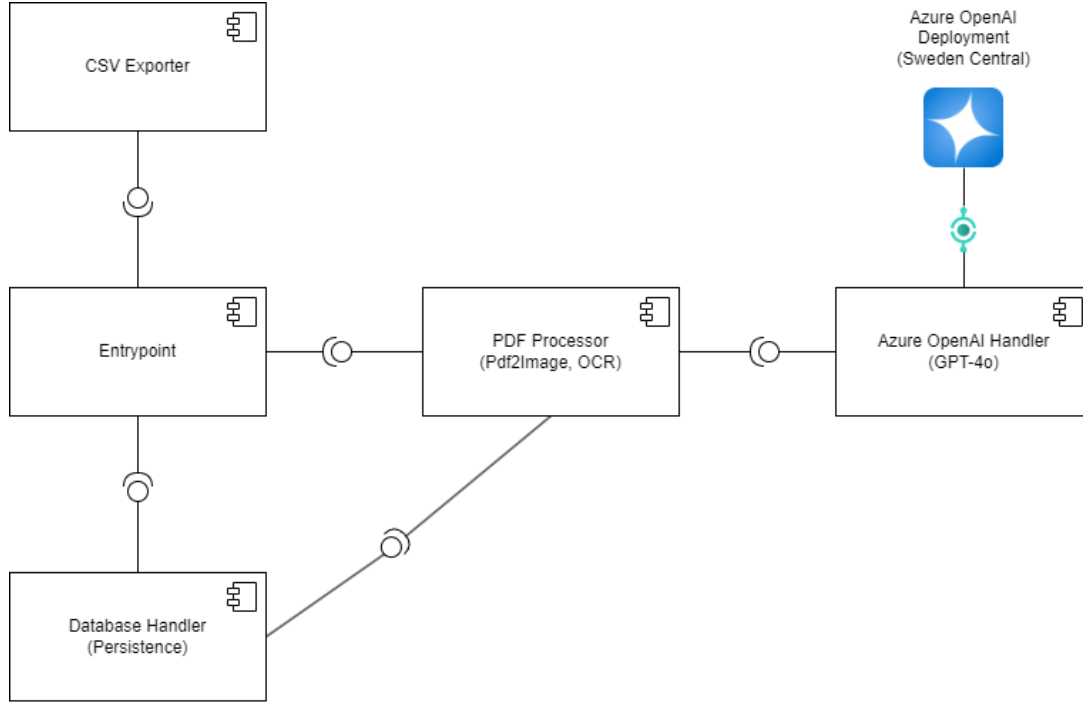 CSV Exporter
Azure OpenAI
Deployment
(Sweden Central)
Entrypoint
PDF Processor
(Pdf2Image, OCR)
Azure OpenAI Handler
(GPT-4o)
Database Handler
(Persistence)